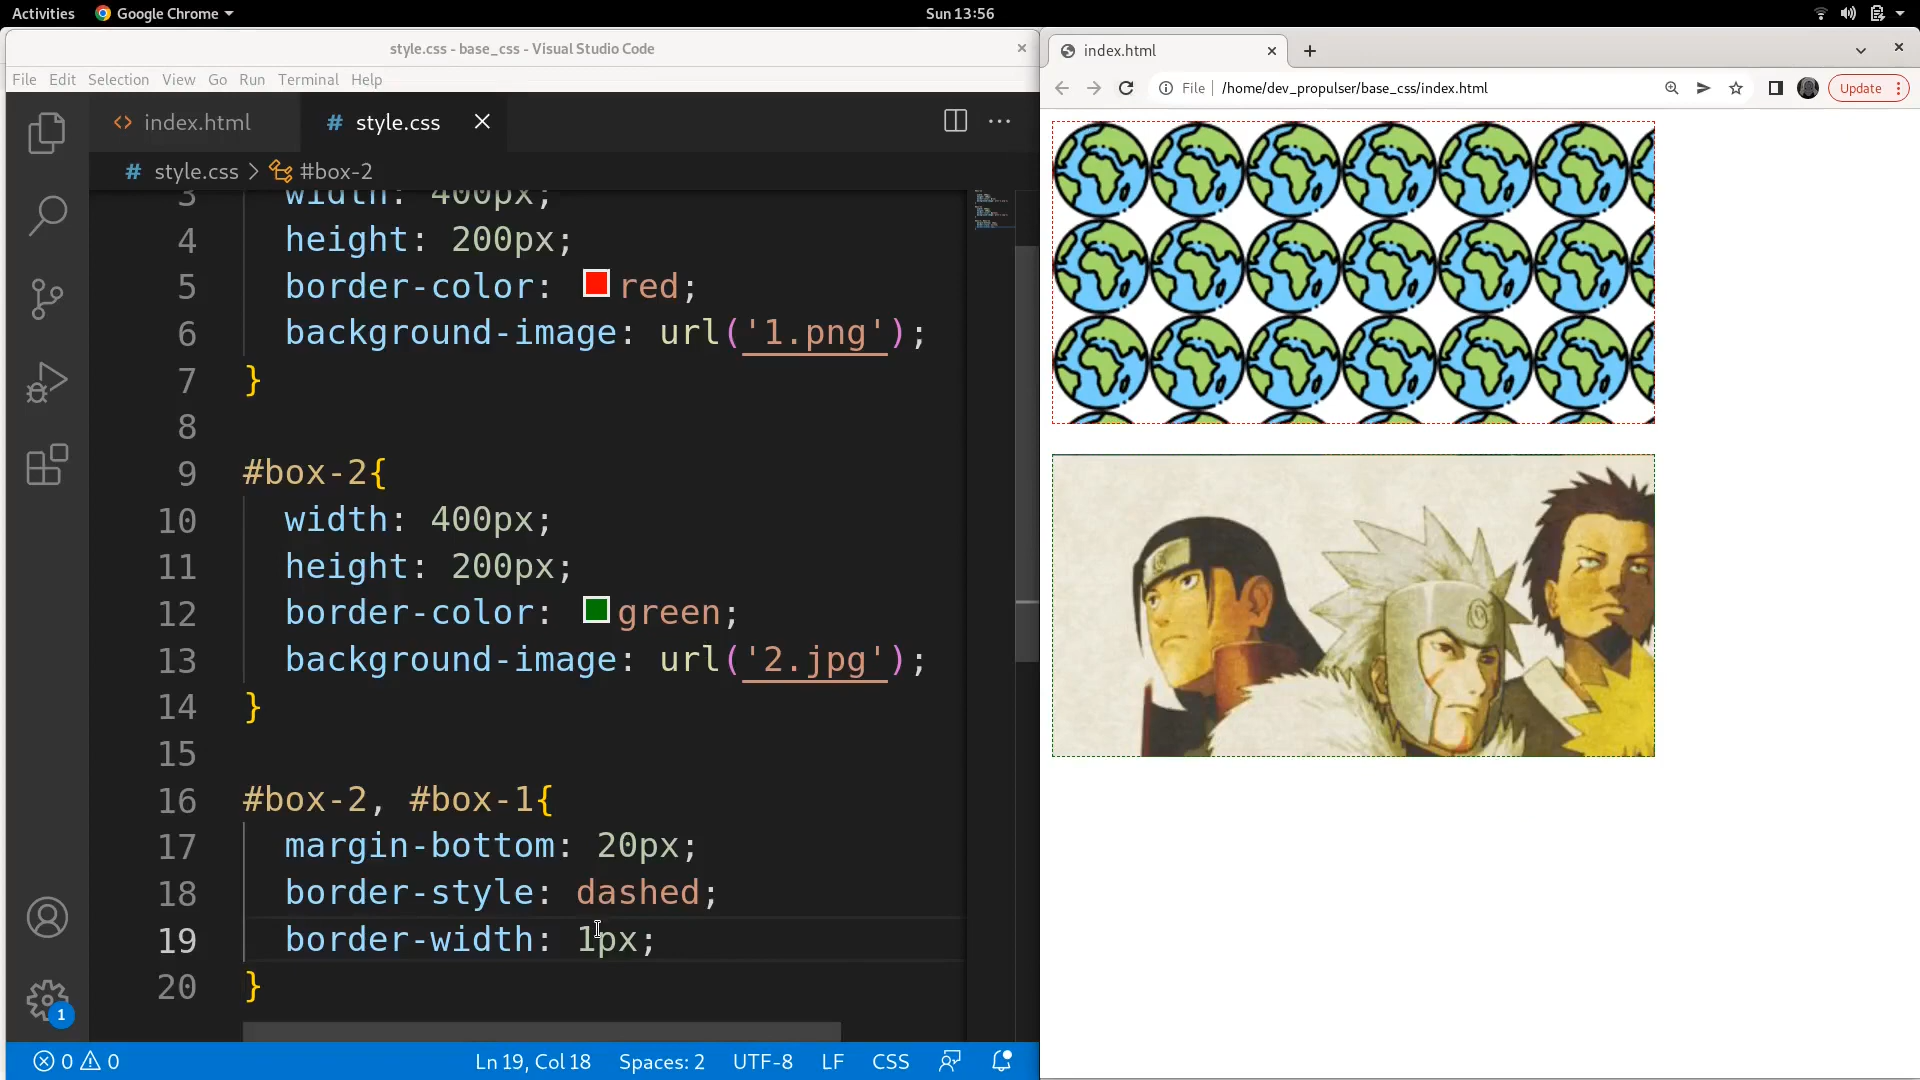 Activities Google Chrome Sun 13:56
style.css - base_css - Visual Studio Code ×
File Edit Selection View Go Run Terminal Help
index.html # style.css
# style.css > #box-2
3 width: 400px;
4 height: 200px;
5 border-color: red;
6 background-image: url('1.png');
7 }
8
9 #box-2{
10 width: 400px;
11 height: 200px;
12 border-color: green;
13 background-image: url('2.jpg');
14 }
15
16 #box-2, #box-1{
17 margin-bottom: 20px;
18 border-style: dashed;
19 border-width: 1px;
20 }
1
0 0 Ln 19, Col 18 Spaces: 2 UTF-8 LF CSS
index.html
File /home/dev_propulser/base_css/index.html Update